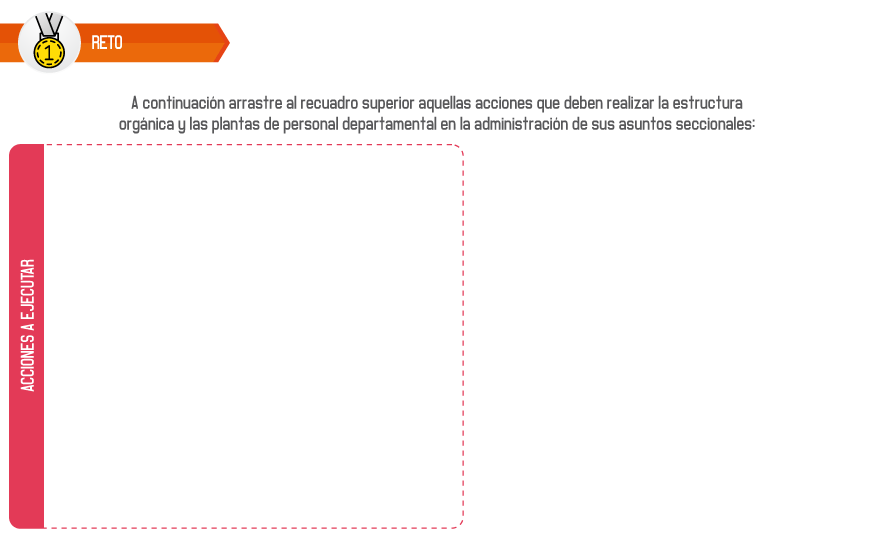 1
RETO
A continuación arrastre al recuadro superior aquellas acciones que deben realizar la estructura
orgánica y las plantas de personal departamental en la administración de sus asuntos seccionales:
ACCIONES A EJECUTAR